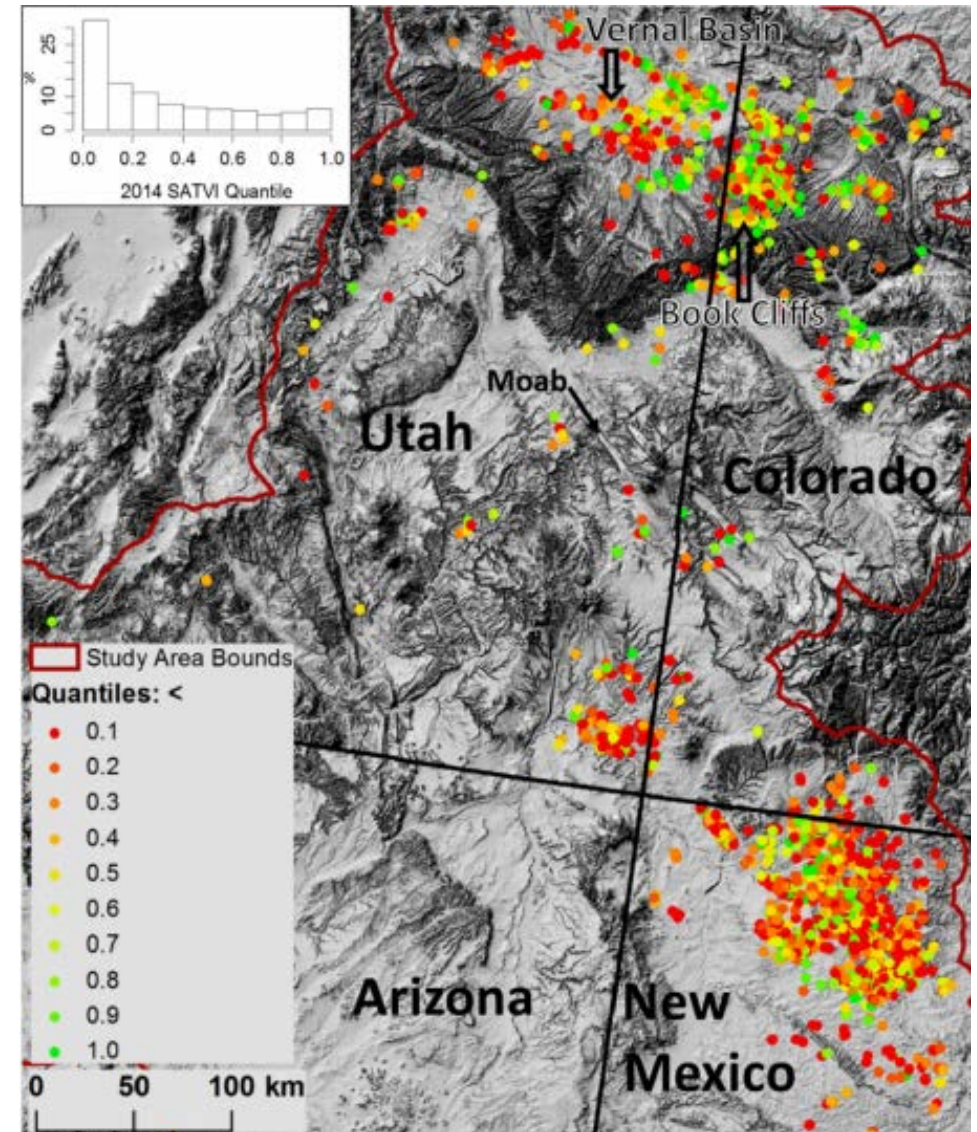 Vernal Basin
%
25
10
0
0.0 0.2 0.4 0.6 0.8 1.0
2014 SATVI Quantile
Book Cliffs
Moab
Utah
Colorado
Study Area Bounds
Quantiles: <
0.1
0.2
0.3
0.4
0.5
0.6
0.7
0.8
0.9
1.0
Arizona
New
Mexico
0 50 100 km